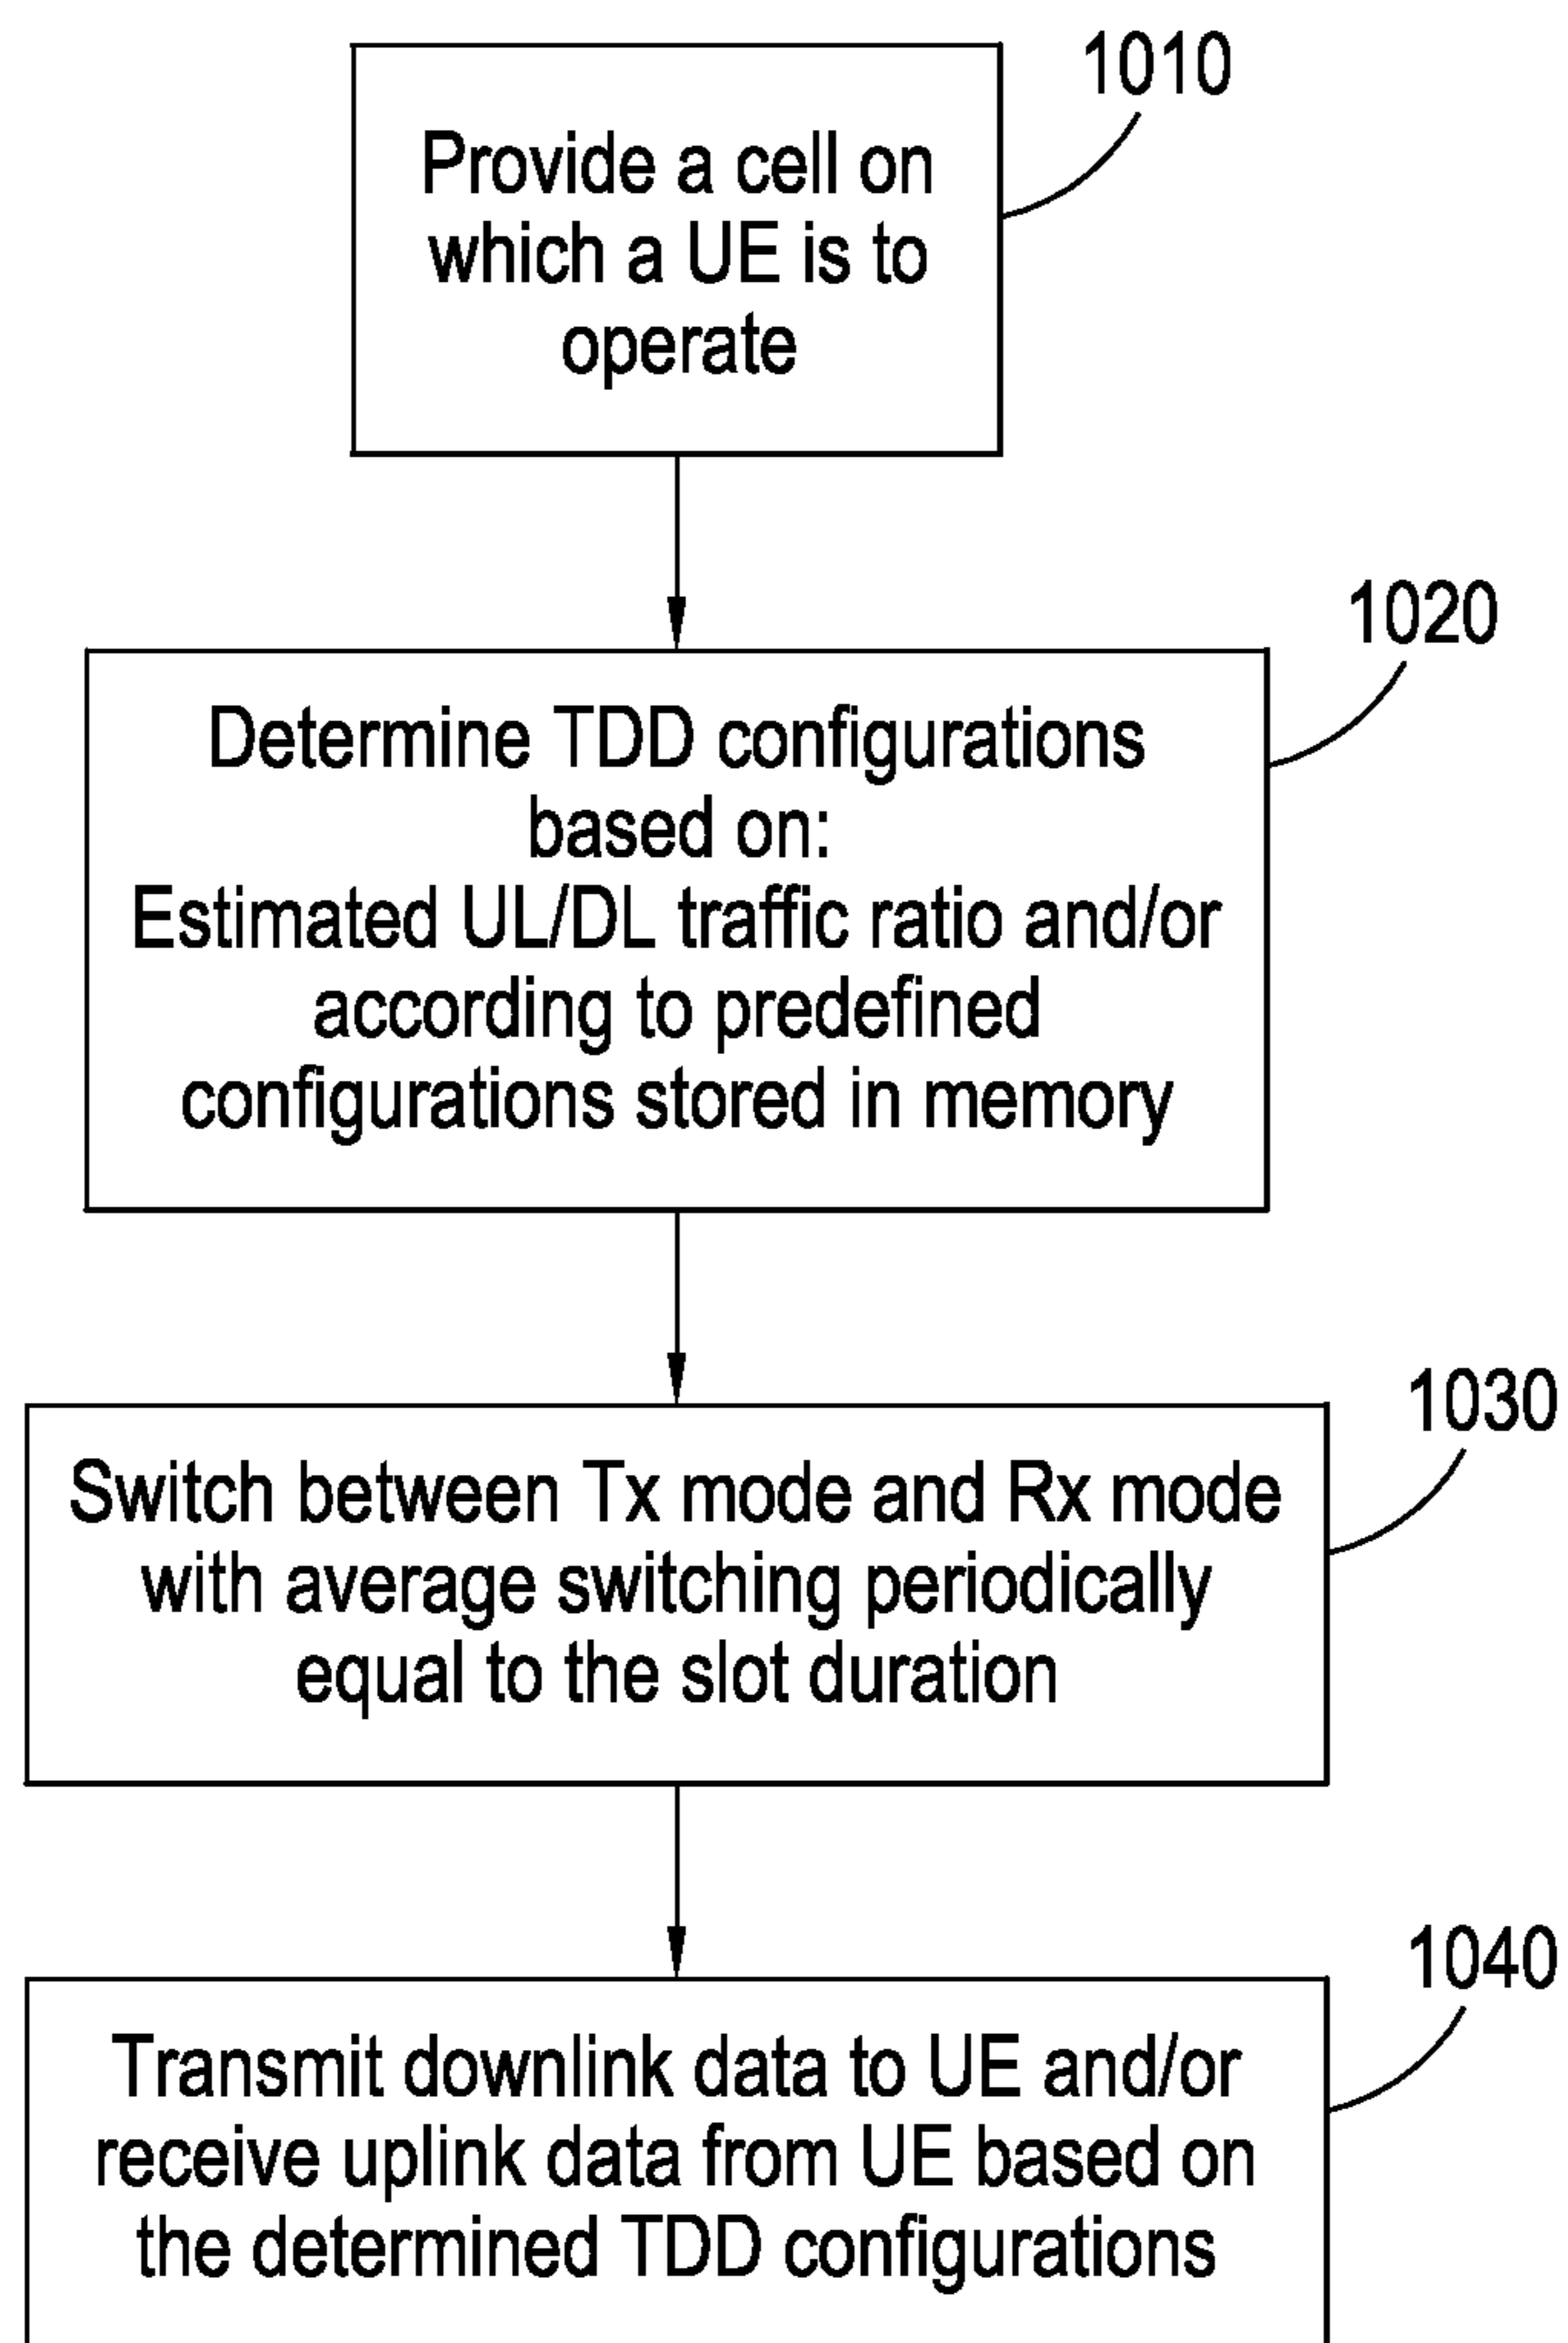 1010
Provide a cell on
which a UE is to
operate
1020
Determine TDD configurations
based on:
Estimated UL/DL traffic ratio and/or
according to predefined
configurations stored in memory
1030
Switch between Tx mode and Rx mode
with average switching periodically
equal to the slot duration
1040
Transmit downlink data to UE and/or
receive uplink data from UE based on
the determined TDD configurations